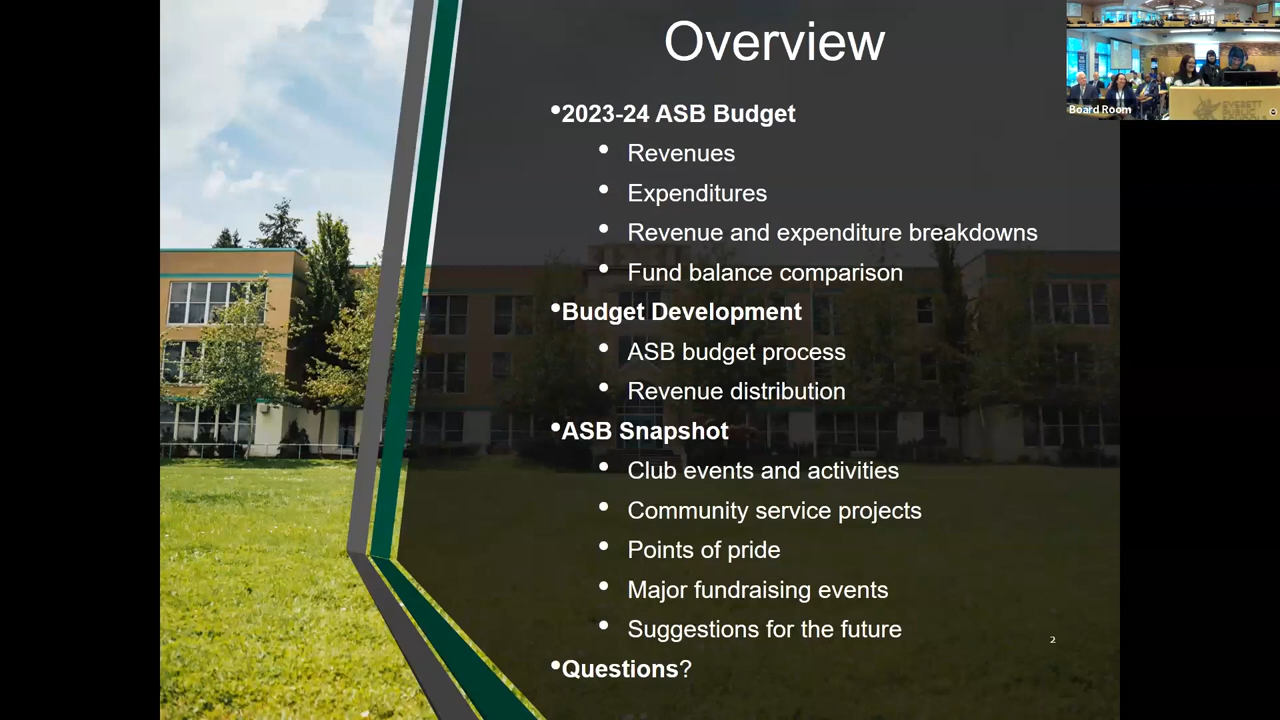 Overview
•2023-24 ASB Budget
• Revenues
• Expenditures
• Revenue and expenditure breakdowns
• Fund balance comparison
•Budget Development
• ASB budget process
• Revenue distribution
•ASB Snapshot
• Club events and activities
• Community service projects
• Points of pride
• Major fundraising events
• Suggestions for the future
2
•Questions?
Board Room
EVERETT
PUBLIC